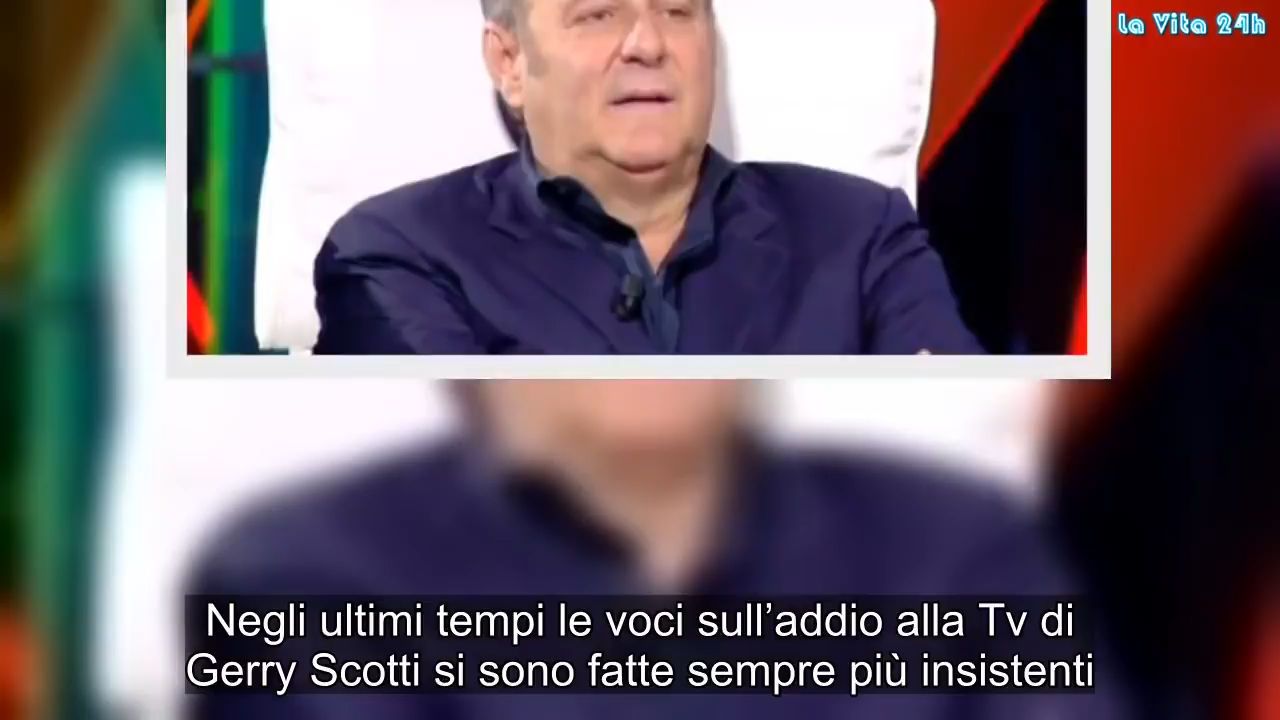 La Vita 24h
Negli ultimi tempi le voci sull’addio alla Tv di
Gerry Scotti si sono fatte sempre più insistenti